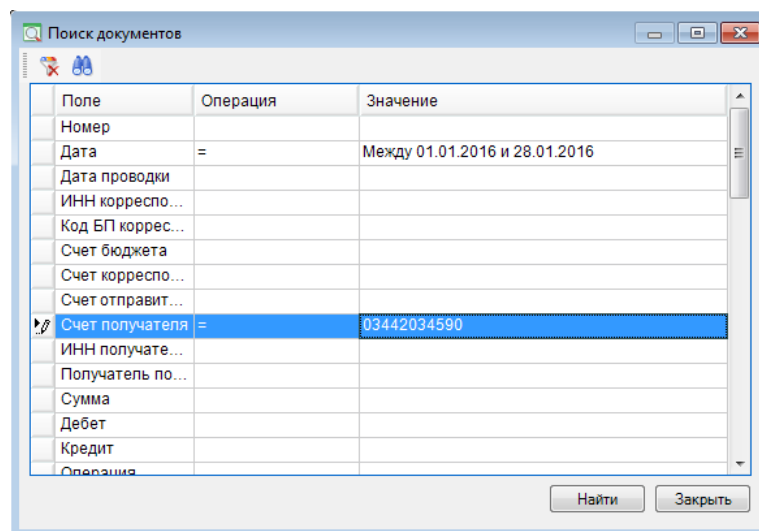 Поиск документов
Поле Операция Значение
Номер
Дата = Между 01.01.2016 и 28.01.2016
Дата проводки
ИНН корреспо...
Код БП коррес...
Счет бюджета
Счет корреспо...
Счет отправит...
Счет получателя = 03442034590
ИНН получате...
Получатель по...
Сумма
Дебет
Кредит
Операция
Найти Закрыть